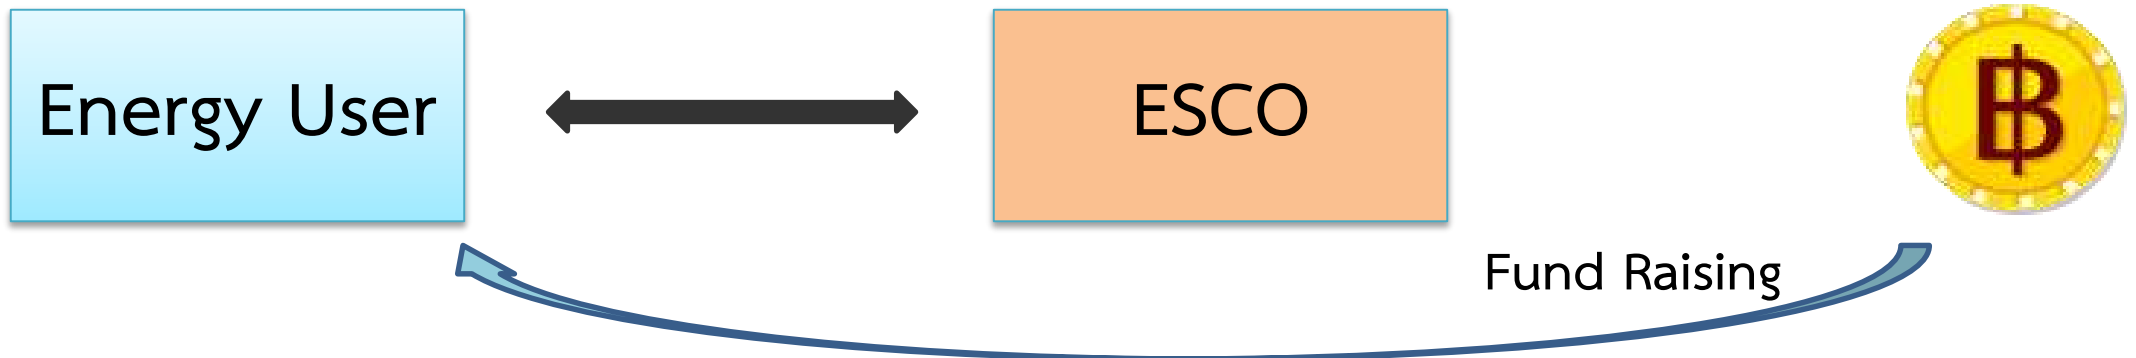 Energy User
ESCO
฿
Fund Raising